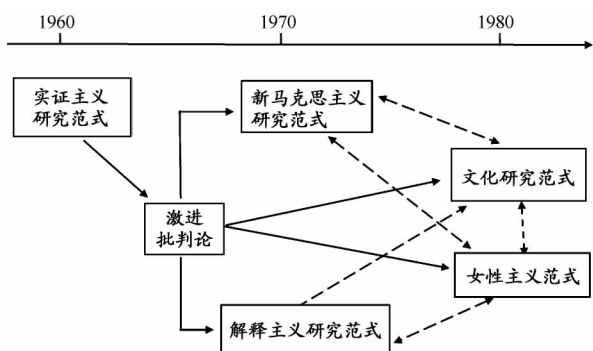 1960 1970 1980
实证主义
研究范式
新马克思主义
研究范式
文化研究范式
激进
批判论
女性主义范式
解释主义研究范式